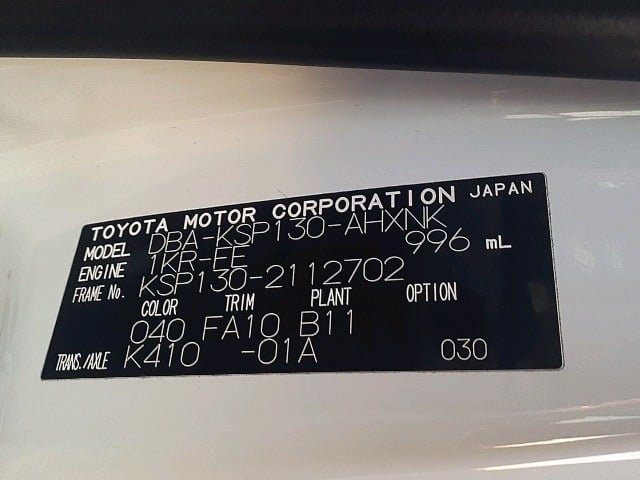 TOYOTA MOTOR CORPORATION JAPAN
MODEL DBA-KSP130-AHXNK
ENGINE 1KR-FE 996 mL
FRAME No. KSP130-2112702
COLOR TRIM PLANT OPTION
040 FA10 B11
TRANS./AXLE K410 -01A 030